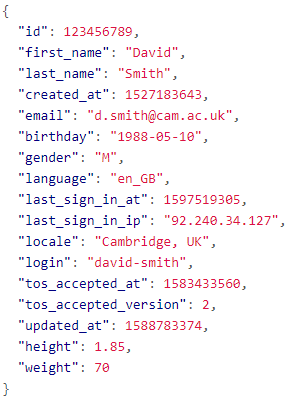 {
  "id": 123456789,
  "first_name": "David",
  "last_name": "Smith",
  "created_at": 1527183643,
  "email": "d.smith@cam.ac.uk",
  "birthday": "1988-05-10",
  "gender": "M",
  "language": "en_GB",
  "last_sign_in_at": 1597519305,
  "last_sign_in_ip": "92.240.34.127",
  "locale": "Cambridge, UK",
  "login": "david-smith",
  "tos_accepted_at": 1583433560,
  "tos_accepted_version": 2,
  "updated_at": 1588783374,
  "height": 1.85,
  "weight": 70
}